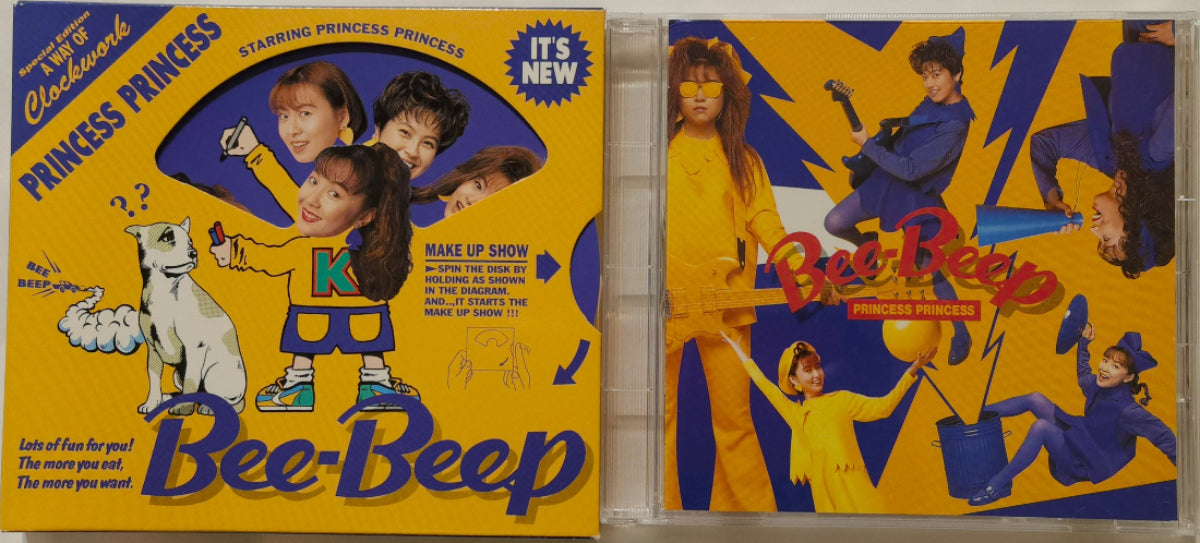 Special Edition
A WAY OF
Clockwork
PRINCESS PRINCESS
STARRING PRINCESS PRINCESS
IT'S
NEW
??
BEE
BEEP
K
MAKE UP SHOW
►SPIN THE DISK BY
HOLDING AS SHOWN
IN THE DIAGRAM.
AND..,IT STARTS THE
MAKE UP SHOW !!!
Lots of fun for you!
The more you eat,
The more you want.
Bee-Beep
Bee-Beep
PRINCESS PRINCESS